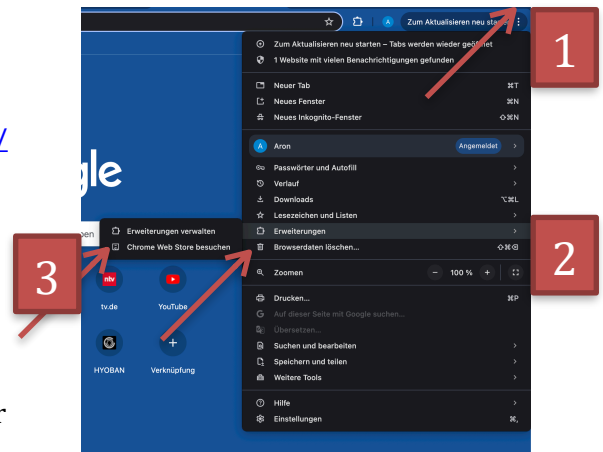 Zum Aktualisieren neu starten
1
Zum Aktualisieren neu starten – Tabs werden wieder geöffnet
1 Website mit vielen Benachrichtigungen gefunden
Neuer Tab ⌘T
Neues Fenster ⌘N
Neues Inkognito-Fenster ⇧⌘N
A Aron Angemeldet
Passwörter und Autofill
Verlauf
Downloads ⌥⌘L
Lesezeichen und Listen
Erweiterungen
Browserdaten löschen... ⇧⌘⌫
2
Zoomen − 100 % +
Drucken... ⌘P
Auf dieser Seite mit Google suchen...
Übersetzen...
Suchen und bearbeiten
Speichern und teilen
Weitere Tools
Hilfe
Einstellungen ⌘,
/
gle
Erweiterungen verwalten
Chrome Web Store besuchen
3
ntv
tv.de YouTube
HYOBAN Verknüpfung
r